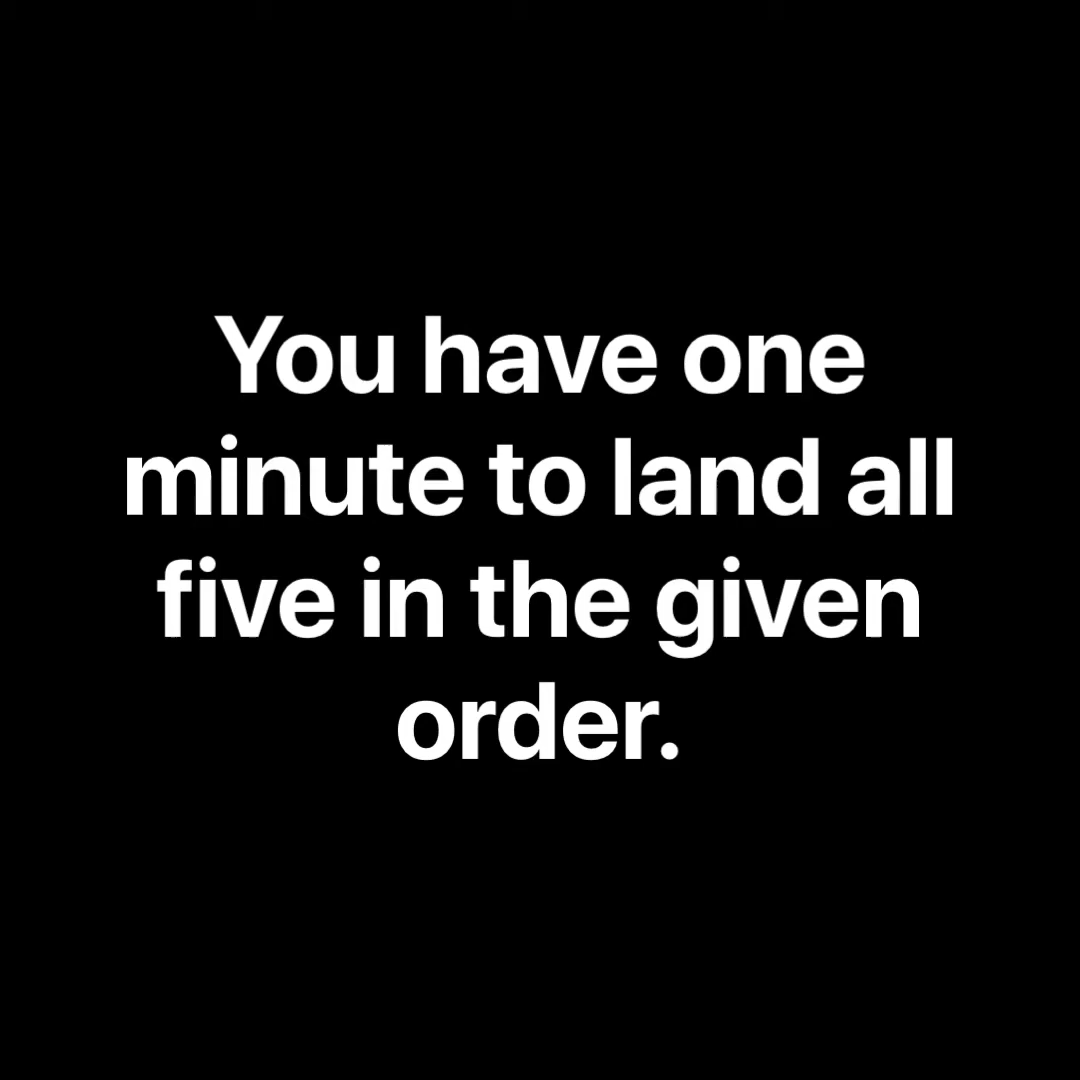 You have one
minute to land all
five in the given
order.